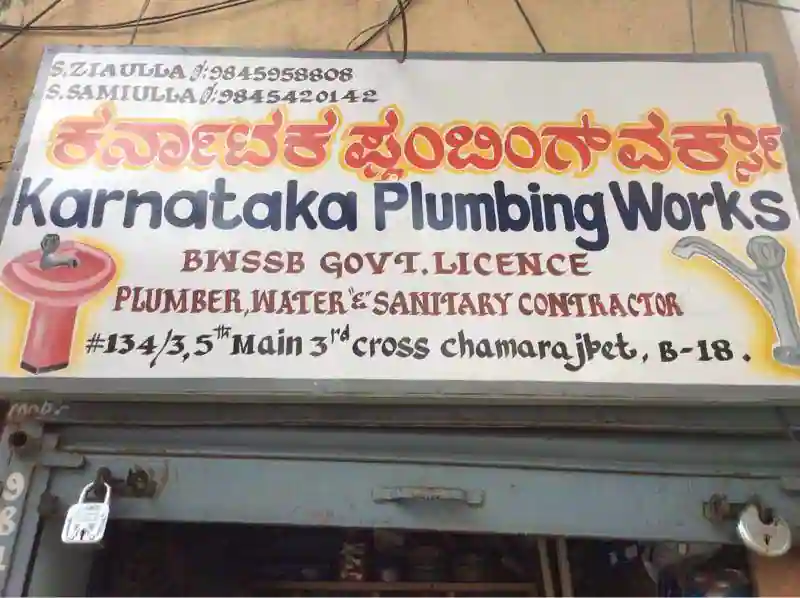 S.ZIAULLA ✆:9845958808
S.SAMIULLA ✆:9845420142
ಕರ್ನಾಟಕ ಪ್ಲಂಬಿಂಗ್ ವರ್ಕ್ಸ್
Karnataka Plumbing Works
BWSSB GOVT. LICENCE
PLUMBER, WATER "&" SANITARY CONTRACTOR
#134/3, 5th Main 3rd cross chamarajpet, B-18.